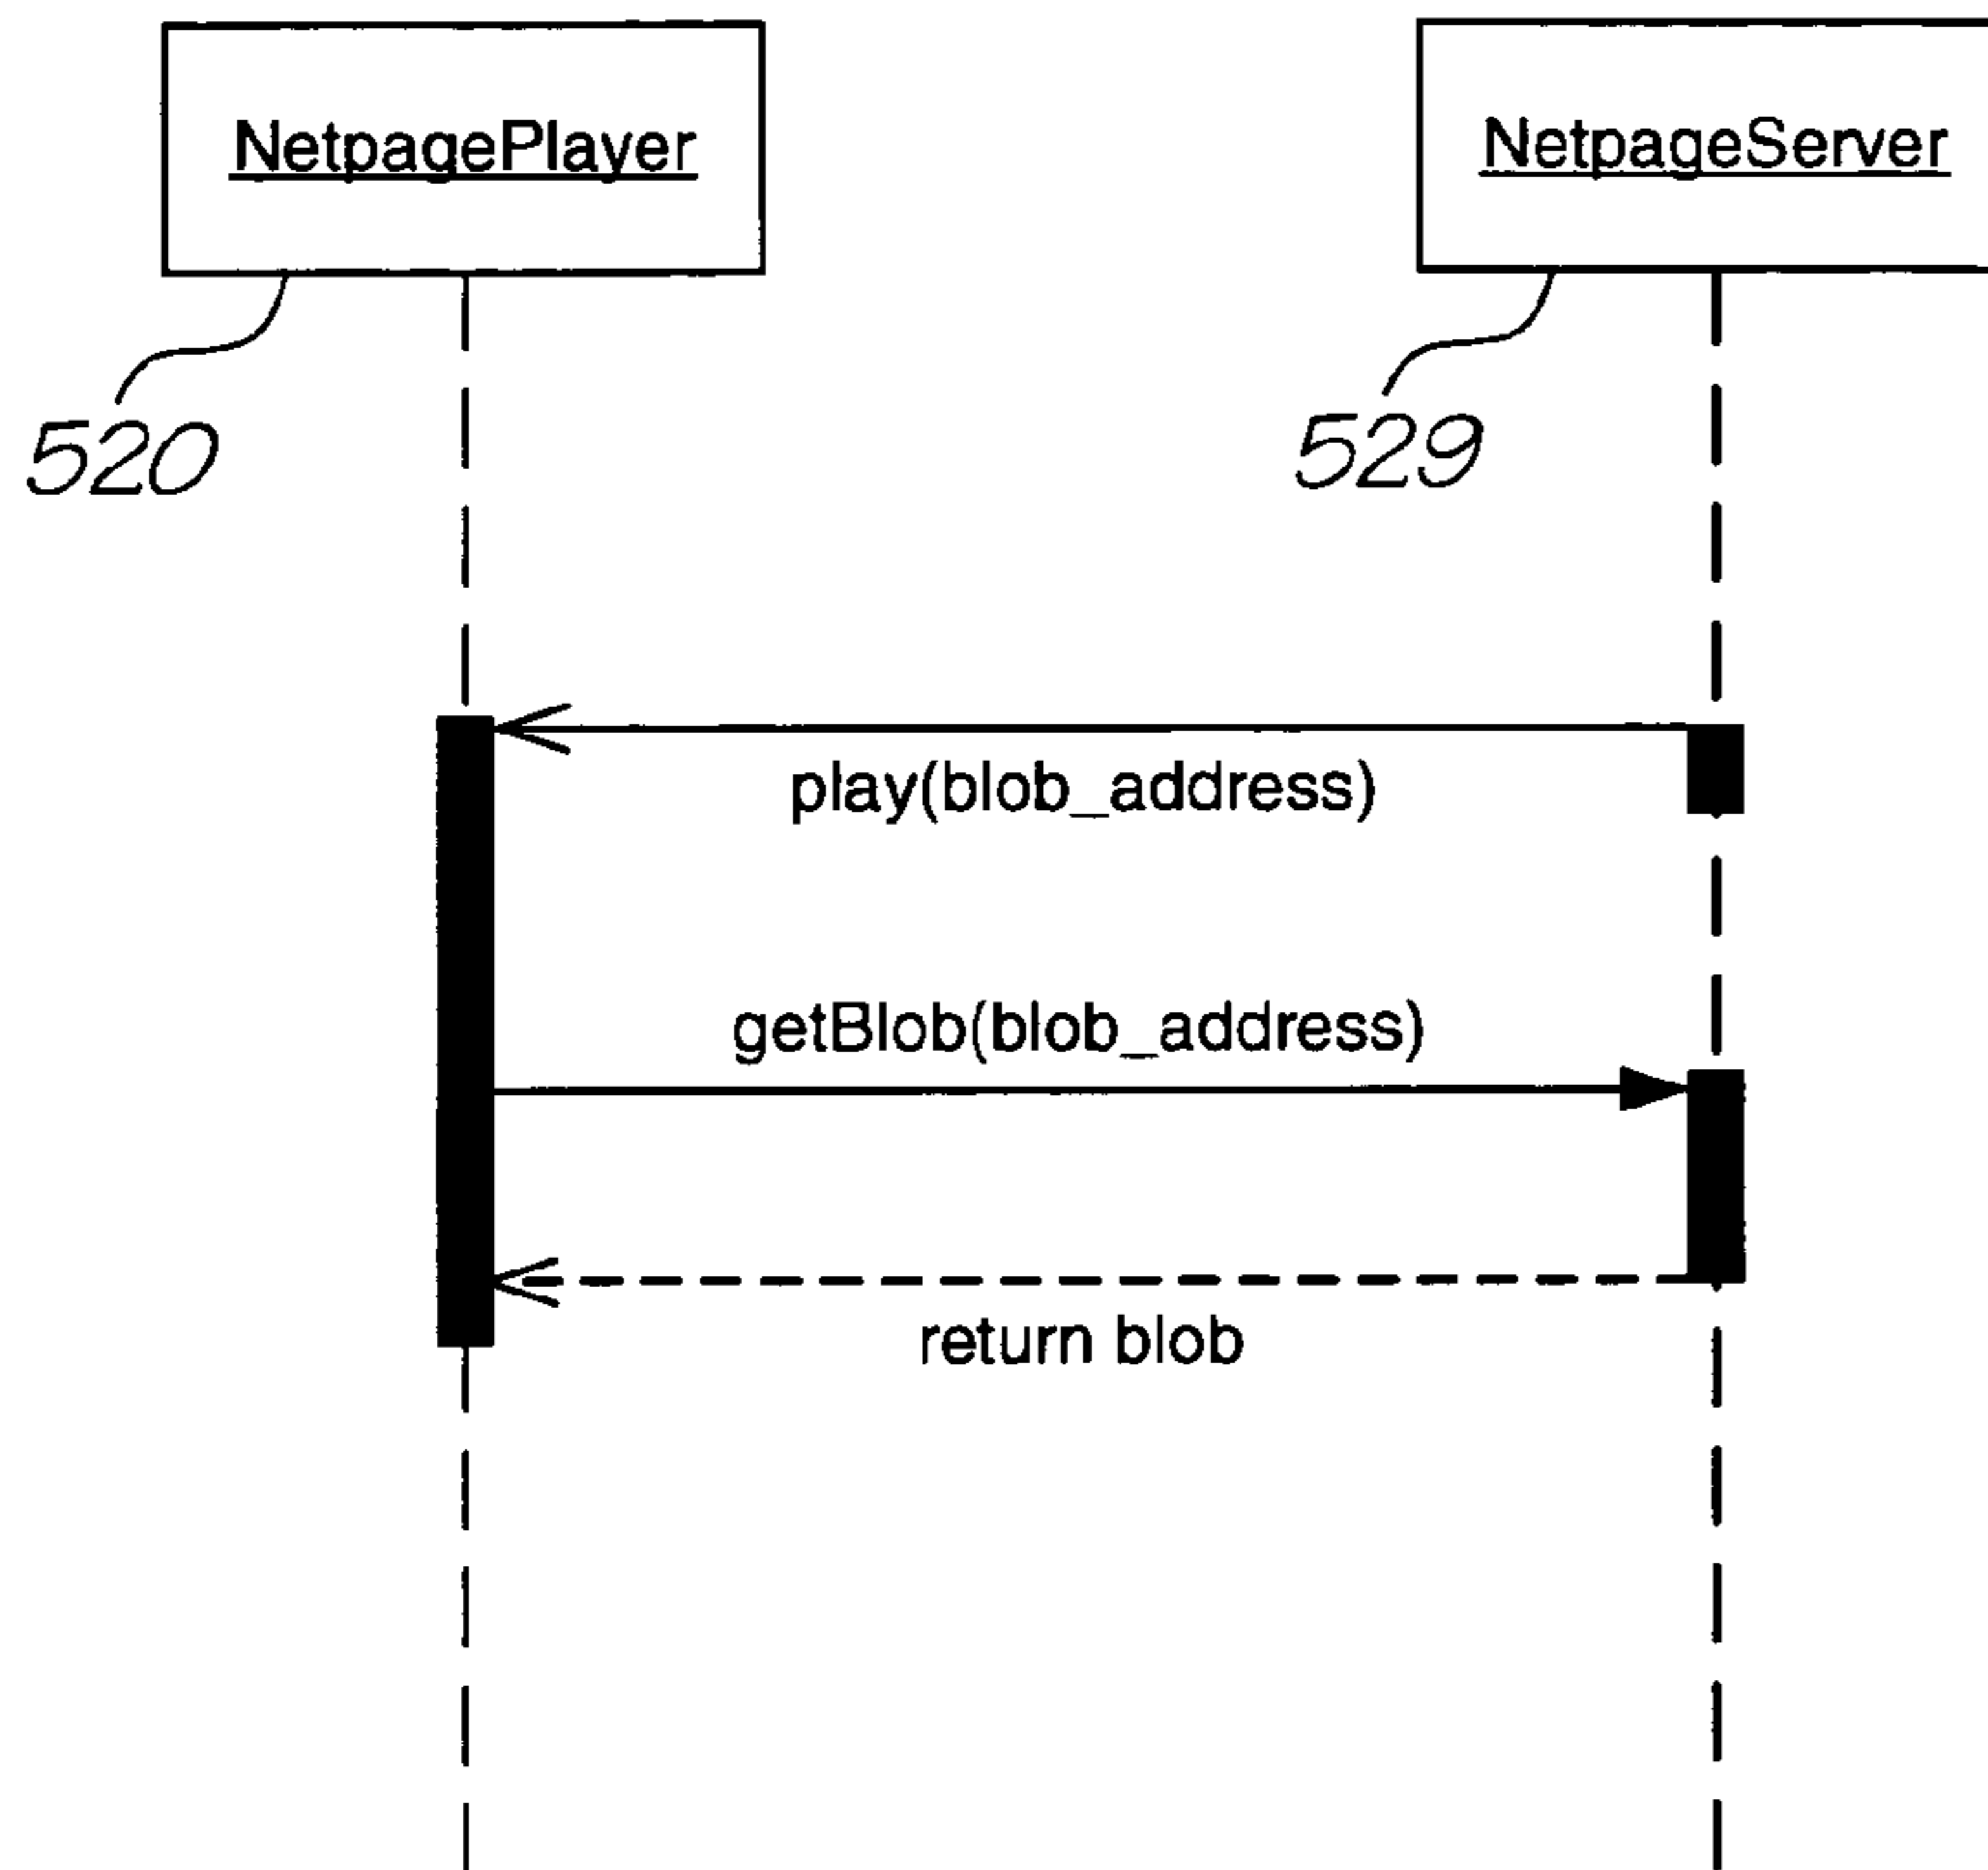 NetpagePlayer
NetpageServer
520
529
play(blob_address)
getBlob(blob_address)
return blob